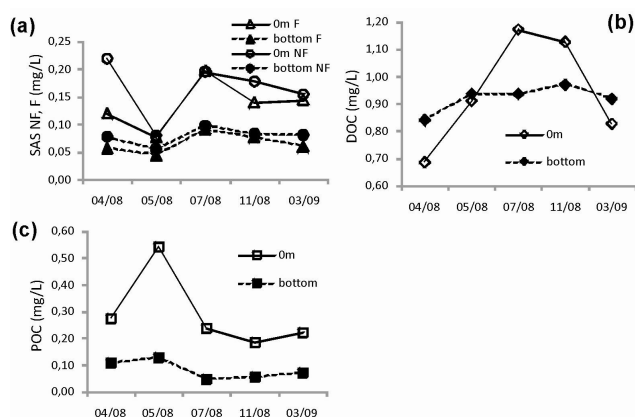 (a)
SAS NF, F (mg/L)
0,25
0,20
0,15
0,10
0,05
0,00
04/08 05/08 07/08 11/08 03/09
0m F
bottom F
0m NF
bottom NF
(b)
DOC (mg/L)
1,20
1,00
0,90
0,80
0,70
0,60
04/08 05/08 07/08 11/08 03/09
0m
bottom
(c)
POC (mg/L)
0,60
0,50
0,40
0,30
0,20
0,10
0,00
04/08 05/08 07/08 11/08 03/09
0m
bottom